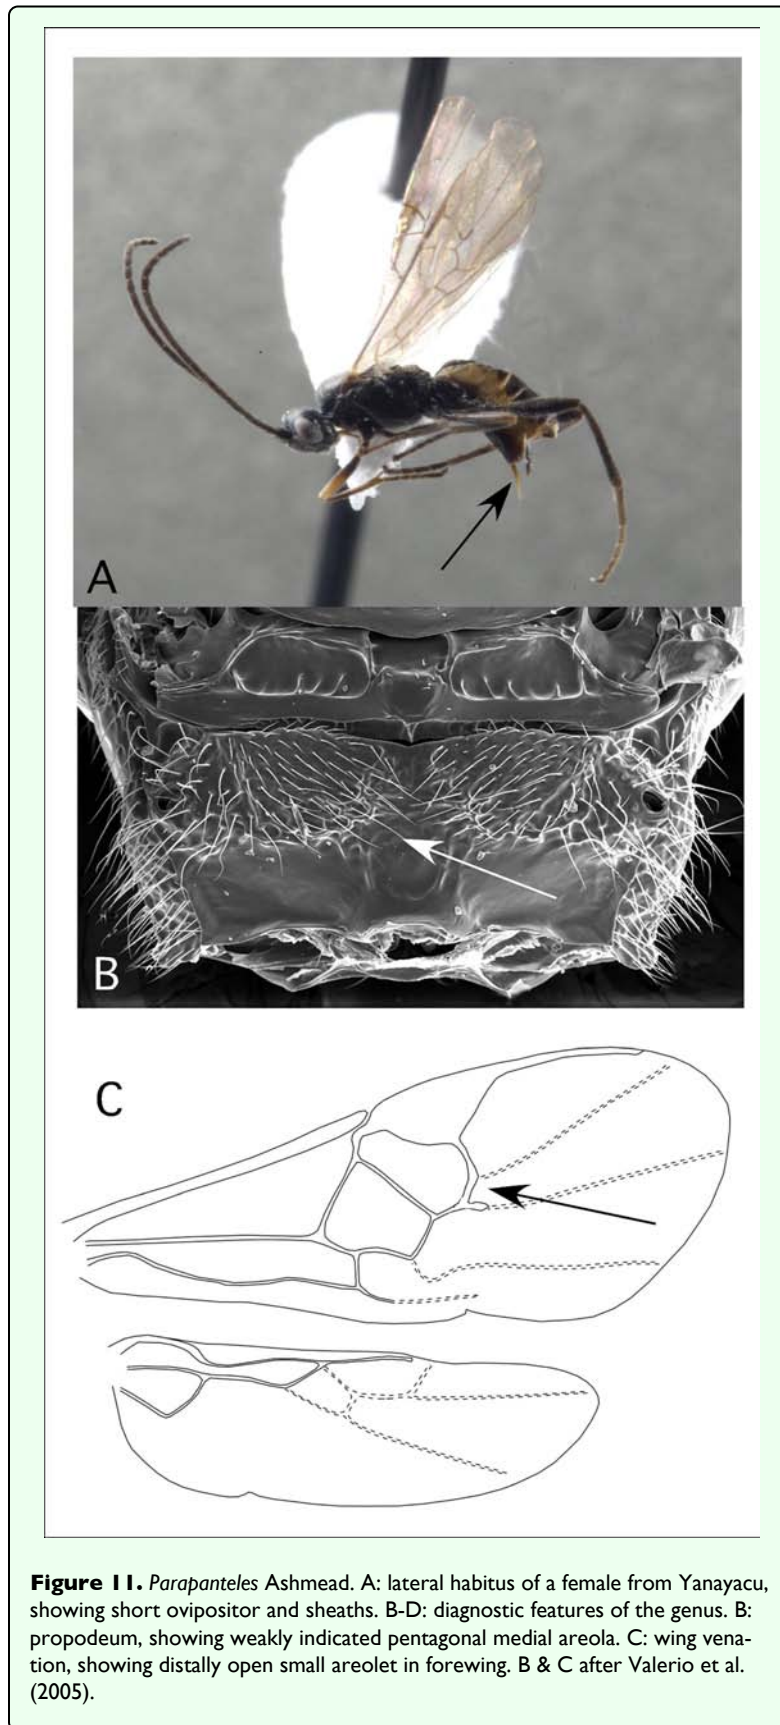 A
B
C
Figure 11. Parapanteles Ashmead. A: lateral habitus of a female from Yanayacu,
showing short ovipositor and sheaths. B-D: diagnostic features of the genus. B:
propodeum, showing weakly indicated pentagonal medial areola. C: wing vena-
tion, showing distally open small areolet in forewing. B & C after Valerio et al.
(2005).